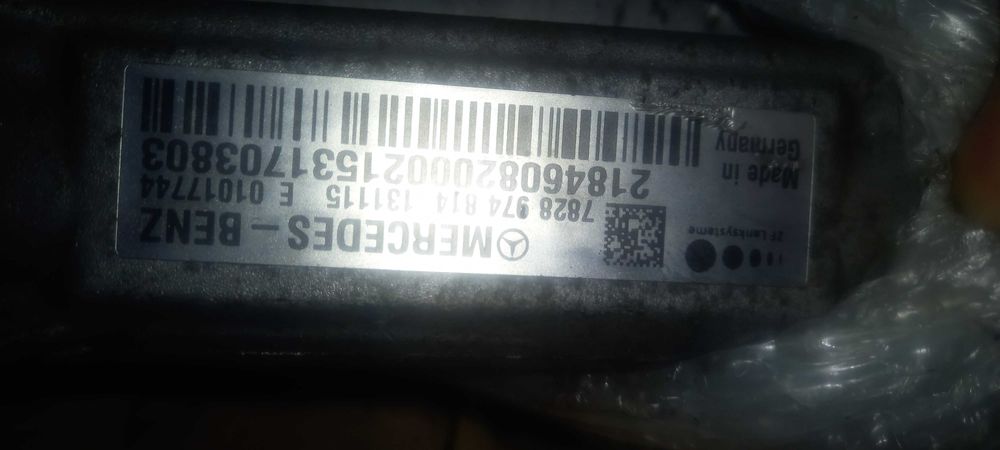 ZF Lenksysteme
MERCEDES - BENZ
7828 974 814 131115 E 01017744
2184608200021531703803
Made in
Germany